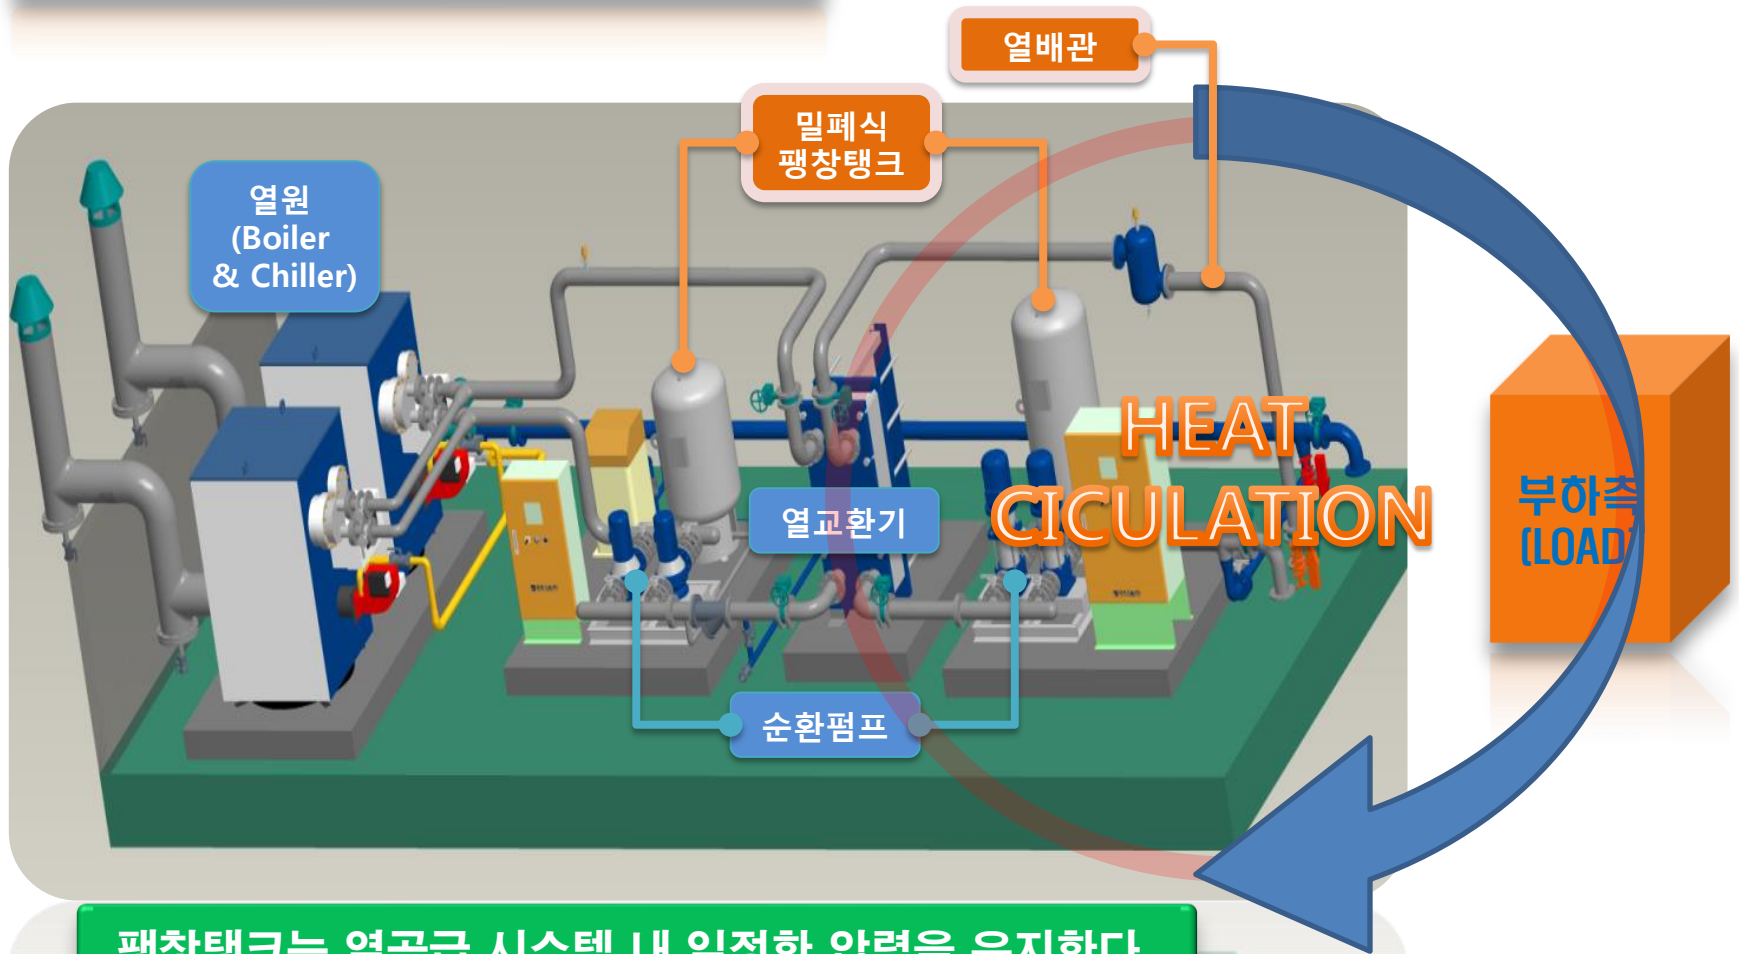 열배관
밀폐식
팽창탱크
열원
(Boiler
& Chiller)
HEAT
CICULATION
부하측
(LOAD)
열교환기
순환펌프
팽창탱크는 열공급 시스템 내 일정한 압력을 유지한다